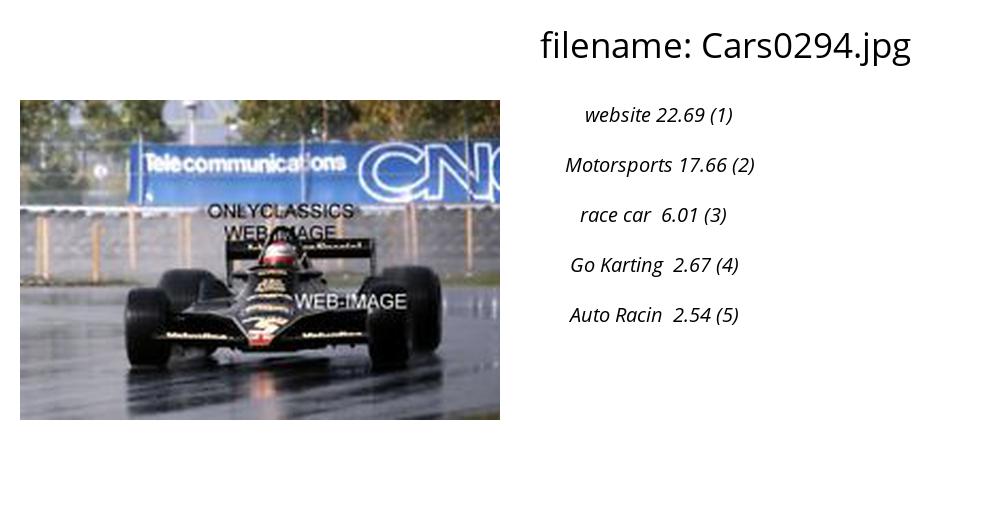 filename: Cars0294.jpg
website 22.69 (1)
Motorsports 17.66 (2)
race car 6.01 (3)
Go Karting 2.67 (4)
Auto Racin 2.54 (5)
Telecommunications CNC
ONLYCLASSICS
WEB-IMAGE
WEB-IMAGE
Valvoline